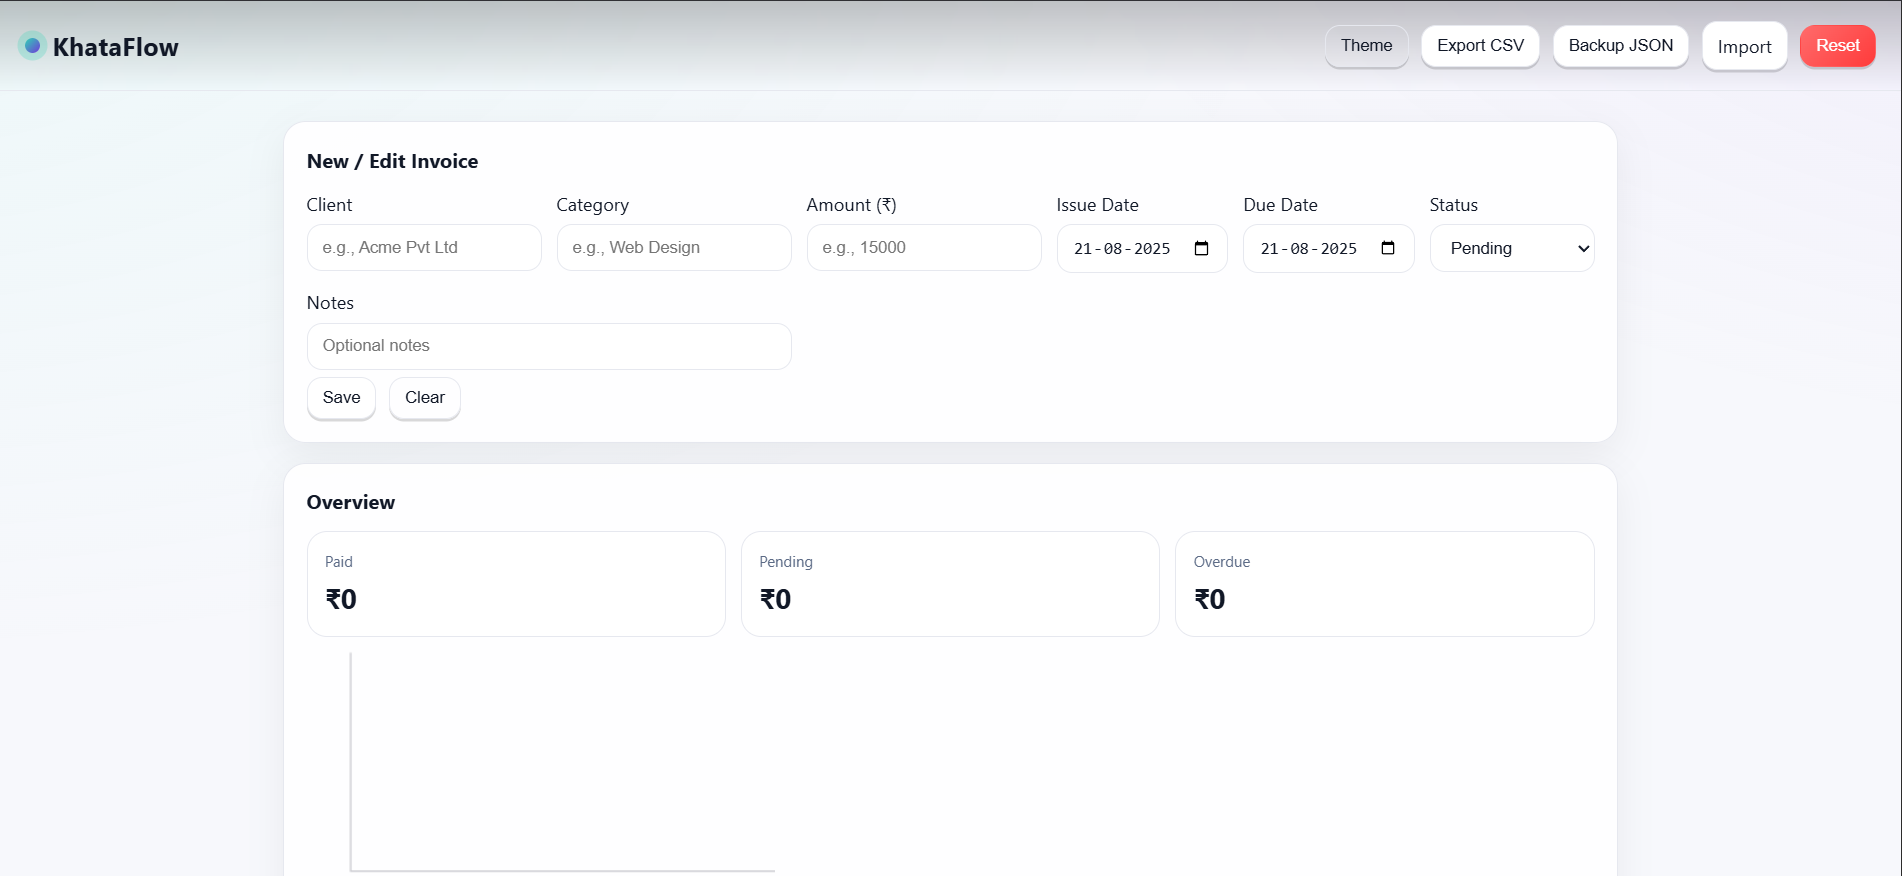 KhataFlow
Theme Export CSV Backup JSON Import Reset
New / Edit Invoice
Client Category Amount (₹) Issue Date Due Date Status
e.g., Acme Pvt Ltd e.g., Web Design e.g., 15000 21-08-2025 21-08-2025 Pending
Notes
Optional notes
Save Clear
Overview
Paid Pending Overdue
₹0 ₹0 ₹0